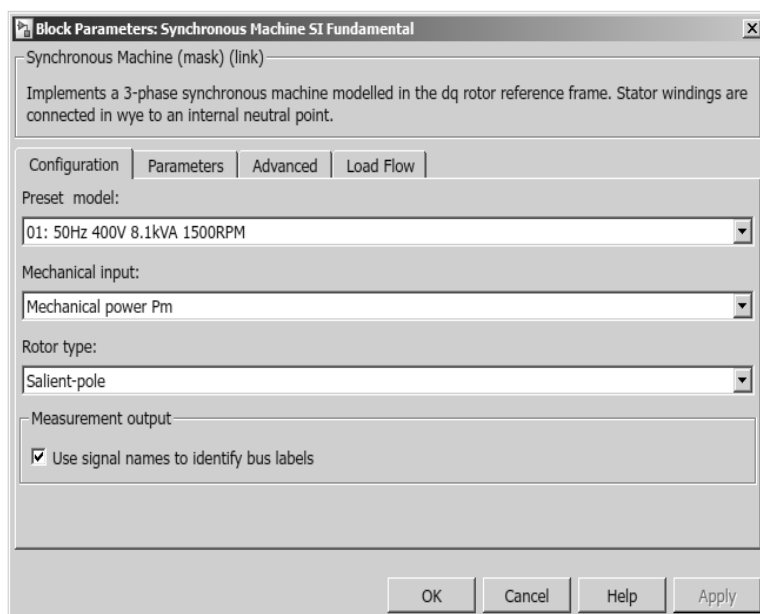 Block Parameters: Synchronous Machine SI Fundamental
Synchronous Machine (mask) (link)
Implements a 3-phase synchronous machine modelled in the dq rotor reference frame. Stator windings are
connected in wye to an internal neutral point.
Configuration Parameters Advanced Load Flow
Preset model:
01: 50Hz 400V 8.1kVA 1500RPM
Mechanical input:
Mechanical power Pm
Rotor type:
Salient-pole
Measurement output
Use signal names to identify bus labels
OK Cancel Help Apply